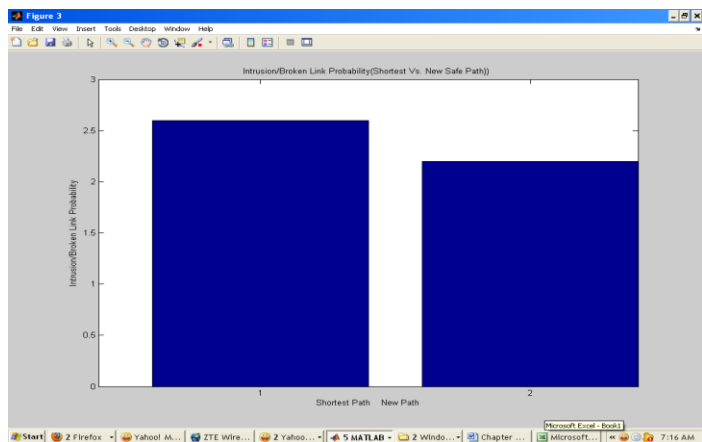 Figure 3
File Edit View Insert Tools Desktop Window Help
Intrusion/Broken Link Probability(Shortest Vs. New Safe Path))
3
2.5
2
1.5
1
0.5
0
Intrusion/Broken Link Probability
1 2
Shortest Path New Path
Microsoft Excel - Book1
Start 2 Firefox Yahoo! M... ZTE Wire... 2 Yahoo... 5 MATLAB 2 Windo... Chapter ... Microsoft... 7:16 AM